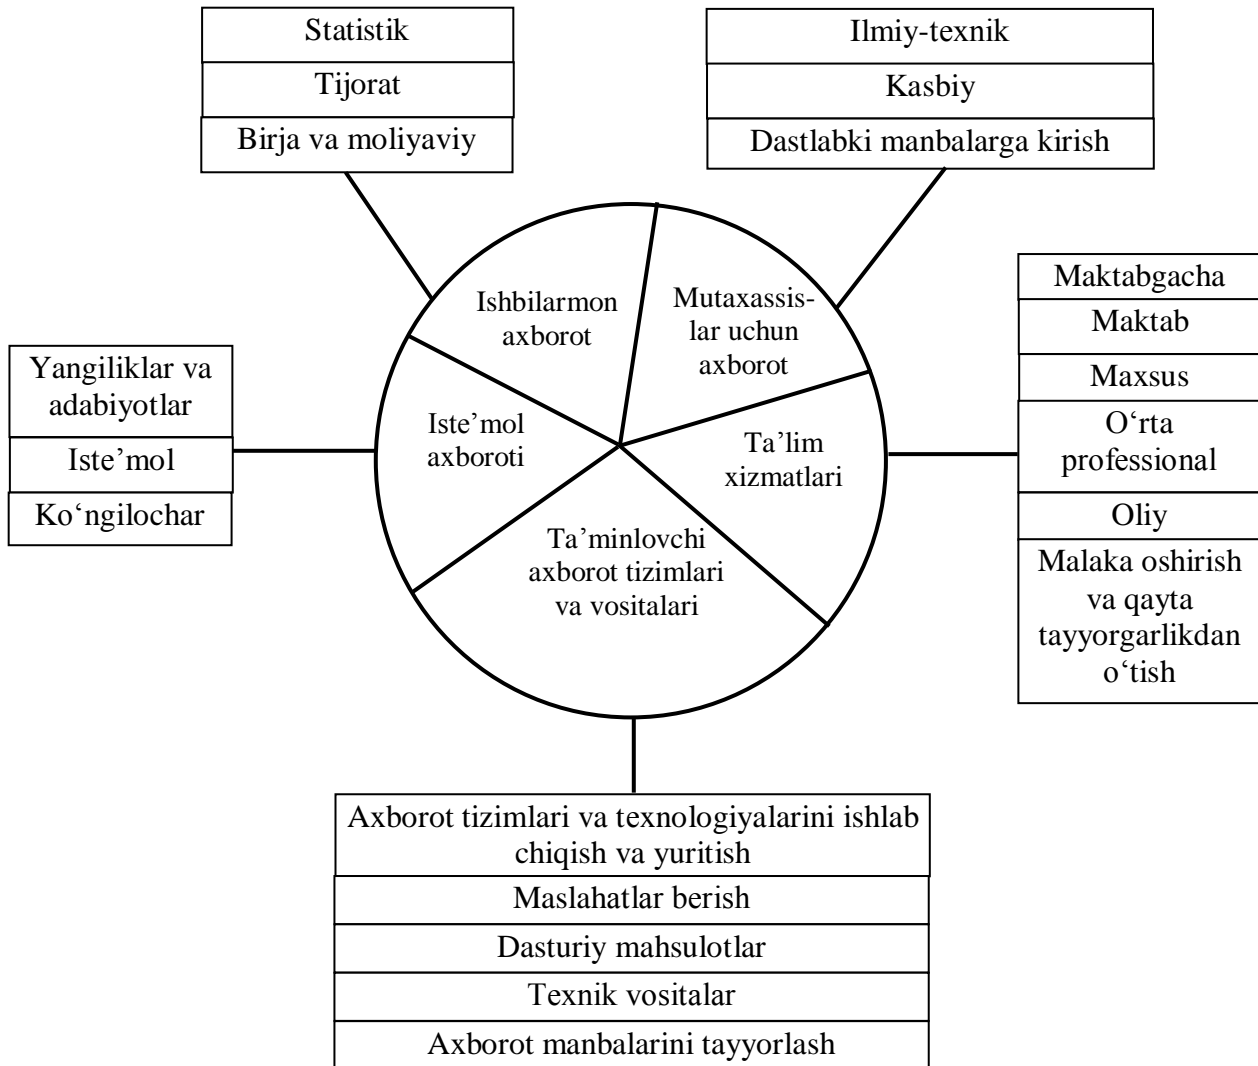 Statistik
Tijorat
Birja va moliyaviy
Ilmiy-texnik
Kasbiy
Dastlabki manbalarga kirish
Ishbilarmon
axborot
Mutaxassis-
lar uchun
axborot
Maktabgacha
Maktab
Maxsus
O‘rta
professional
Oliy
Malaka oshirish
va qayta
tayyorgarlikdan
o‘tish
Yangiliklar va
adabiyotlar
Iste’mol
Ko‘ngilochar
Iste’mol
axboroti
Ta’lim
xizmatlari
Ta’minlovchi
axborot tizimlari
va vositalari
Axborot tizimlari va texnologiyalarini ishlab
chiqish va yuritish
Maslahatlar berish
Dasturiy mahsulotlar
Texnik vositalar
Axborot manbalarini tayyorlash